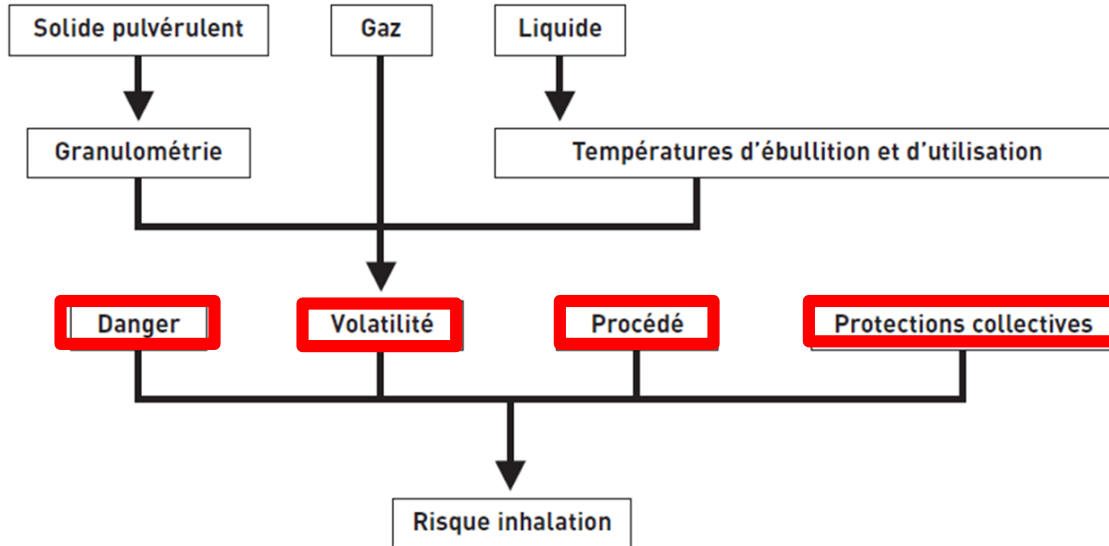 Solide pulvérulent
Gaz
Liquide
Granulométrie
Températures d'ébullition et d'utilisation
Danger
Volatilité
Procédé
Protections collectives
Risque inhalation